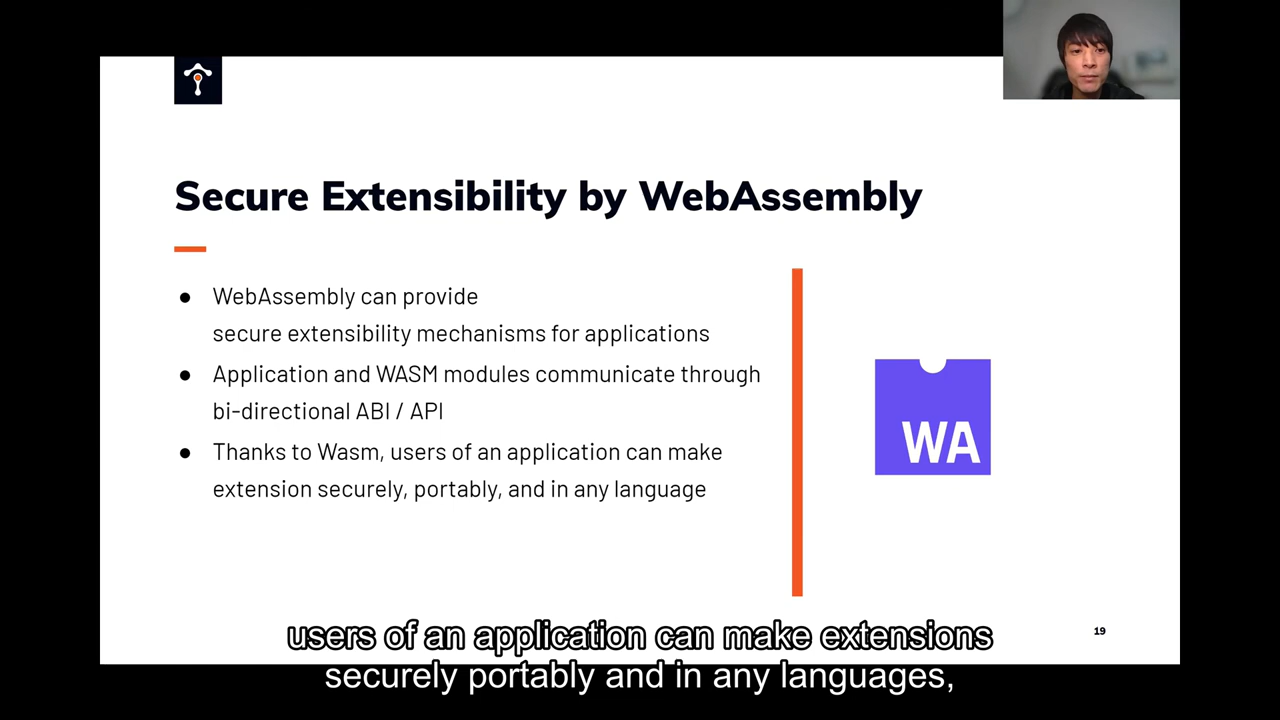 Secure Extensibility by WebAssembly
● WebAssembly can provide
secure extensibility mechanisms for applications
● Application and WASM modules communicate through
bi-directional ABI / API
● Thanks to Wasm, users of an application can make
extension securely, portably, and in any language
WA
19
users of an application can make extensions
securely portably and in any languages,